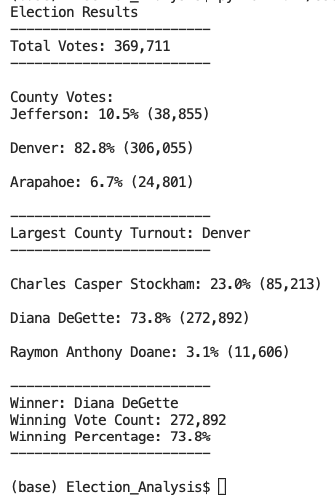 Election Results
-------------------------
Total Votes: 369,711
-------------------------
County Votes:
Jefferson: 10.5% (38,855)
Denver: 82.8% (306,055)
Arapahoe: 6.7% (24,801)
-------------------------
Largest County Turnout: Denver
-------------------------
Charles Casper Stockham: 23.0% (85,213)
Diana DeGette: 73.8% (272,892)
Raymon Anthony Doane: 3.1% (11,606)
-------------------------
Winner: Diana DeGette
Winning Vote Count: 272,892
Winning Percentage: 73.8%
-------------------------
(base) Election_Analysis$